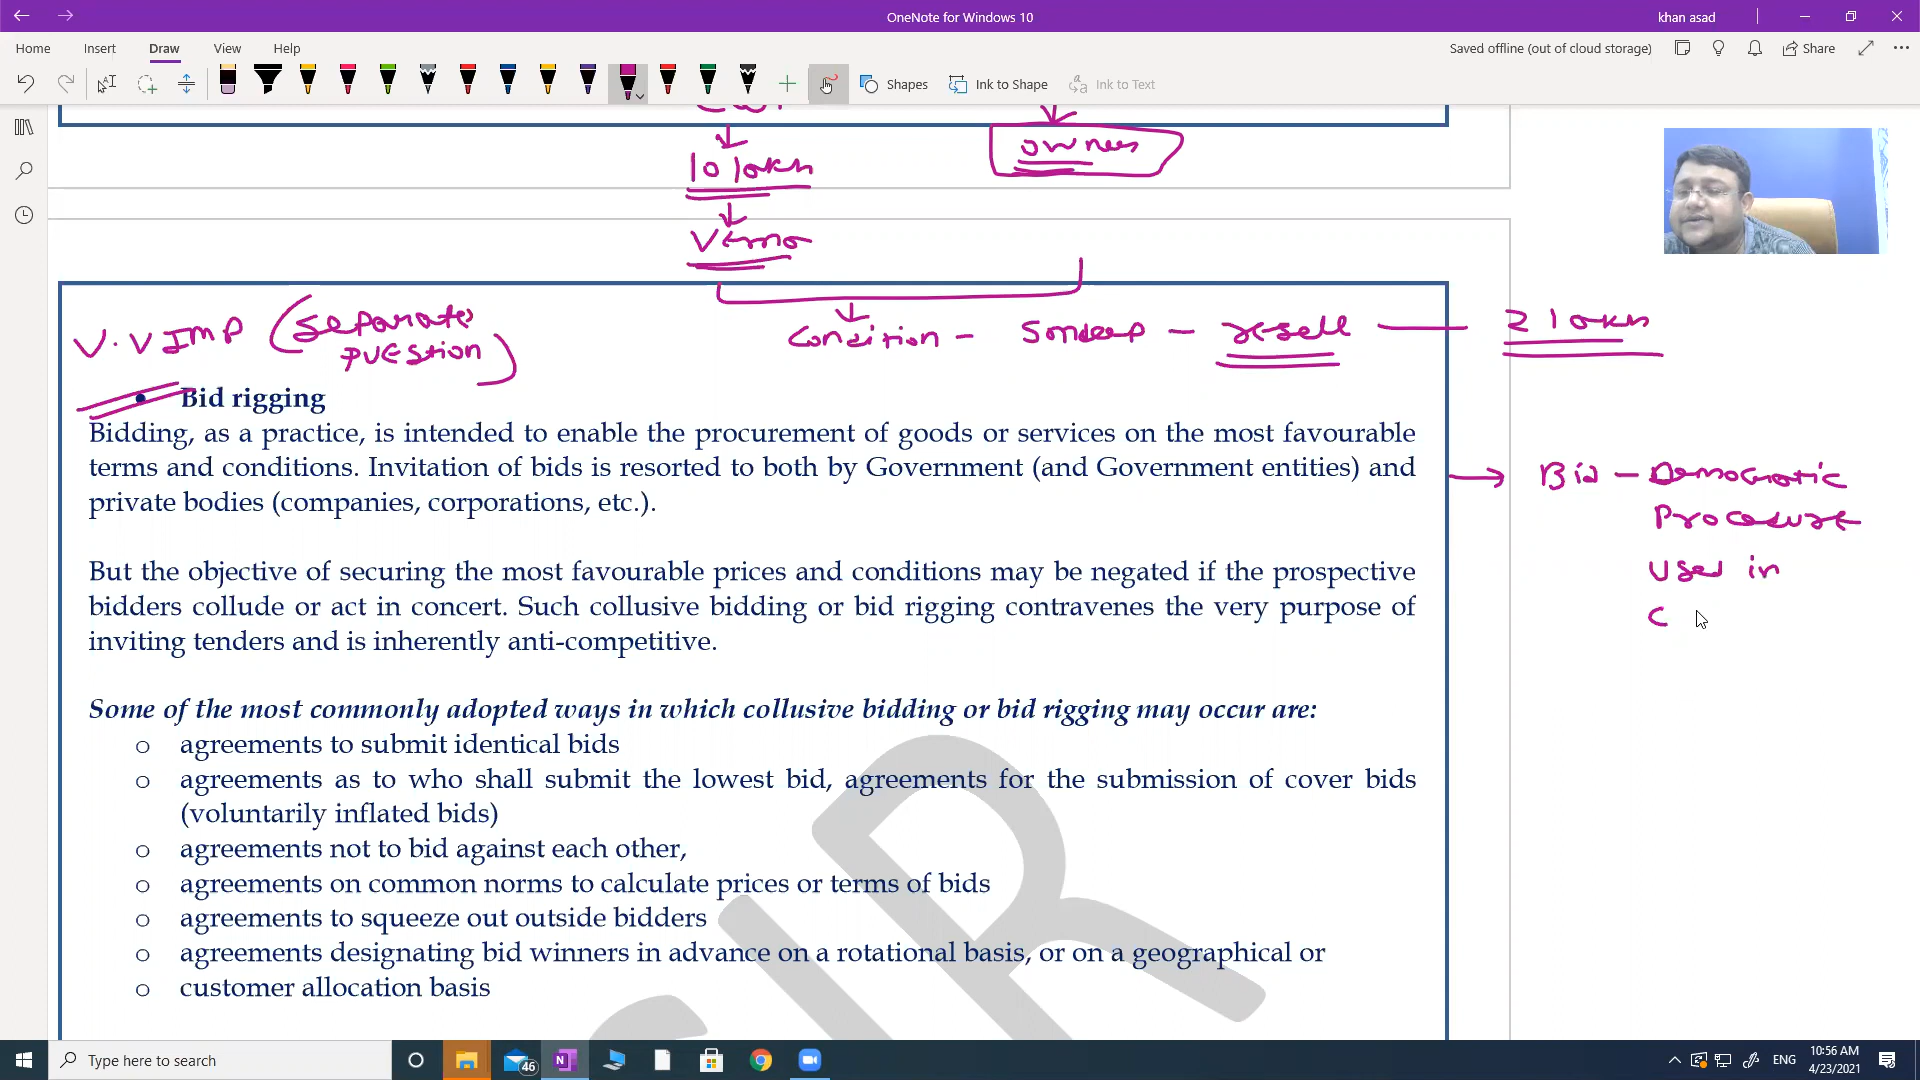 OneNote for Windows 10
khan asad
Home Insert Draw View Help
Saved offline (out of cloud storage)
Share
Shapes
Ink to Shape
Ink to Text
owner
10 lakh
Verna
V.V IMP (Separate question)
Condition - Sandeep - resell — 2 lakh
• Bid rigging
Bidding, as a practice, is intended to enable the procurement of goods or services on the most favourable
terms and conditions. Invitation of bids is resorted to both by Government (and Government entities) and
private bodies (companies, corporations, etc.).
Bid - Democratic
Procedure
Used in
C
But the objective of securing the most favourable prices and conditions may be negated if the prospective
bidders collude or act in concert. Such collusive bidding or bid rigging contravenes the very purpose of
inviting tenders and is inherently anti-competitive.
Some of the most commonly adopted ways in which collusive bidding or bid rigging may occur are:
o agreements to submit identical bids
o agreements as to who shall submit the lowest bid, agreements for the submission of cover bids
(voluntarily inflated bids)
o agreements not to bid against each other,
o agreements on common norms to calculate prices or terms of bids
o agreements to squeeze out outside bidders
o agreements designating bid winners in advance on a rotational basis, or on a geographical or
o customer allocation basis
SIR
Type here to search
46
ENG
10:56 AM
4/23/2021